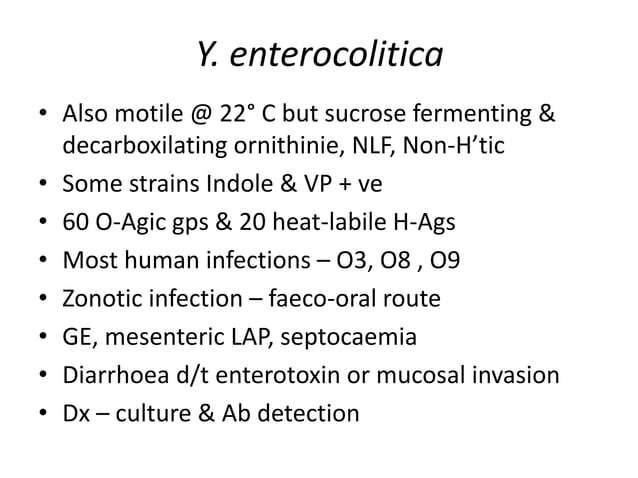 Y. enterocolitica
• Also motile @ 22° C but sucrose fermenting &
decarboxilating ornithinie, NLF, Non-H’tic
• Some strains Indole & VP + ve
• 60 O-Agic gps & 20 heat-labile H-Ags
• Most human infections – O3, O8 , O9
• Zonotic infection – faeco-oral route
• GE, mesenteric LAP, septocaemia
• Diarrhoea d/t enterotoxin or mucosal invasion
• Dx – culture & Ab detection